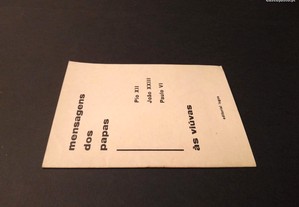 mensagens
dos
papas
Pio XII
João XXIII
Paulo VI
às viúvas